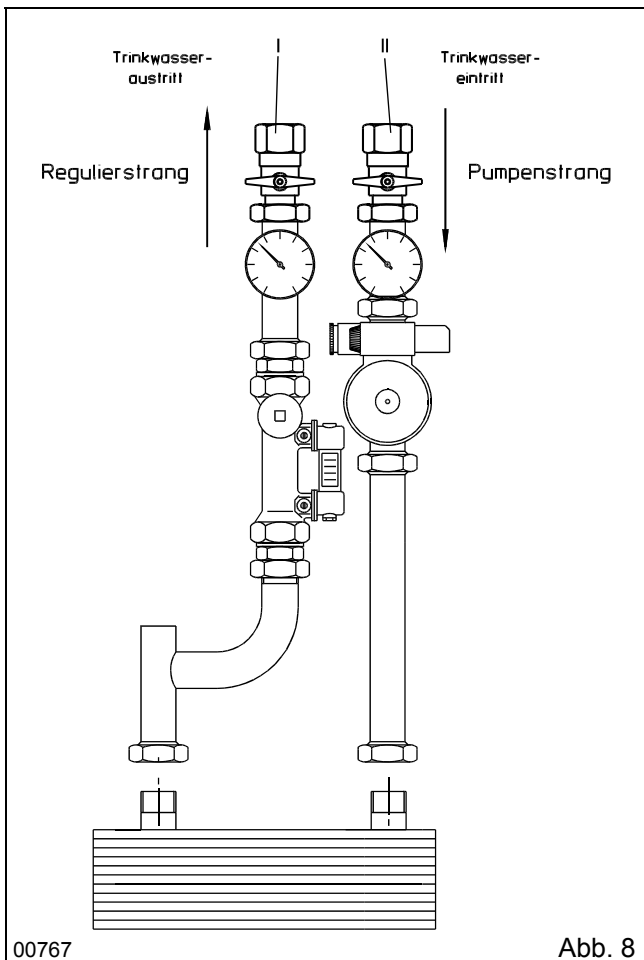 I
II
Trinkwasser-
austritt
Trinkwasser-
eintritt
Regulierstrang
Pumpenstrang
00767
Abb. 8